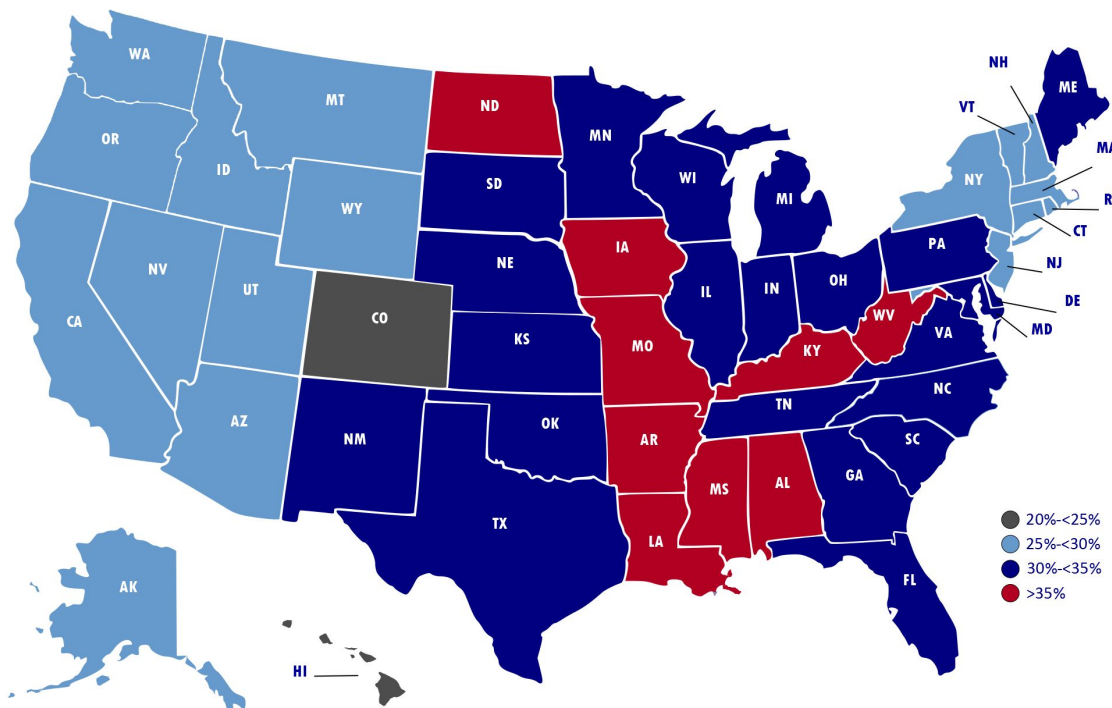 WA
MT
ND
OR
ID
WY
SD
MN
WI
MI
NH
ME
VT
MA
NY
R
CT
NJ
PA
DE
MD
NV
UT
CA
CO
NE
KS
IA
IL
IN
OH
WV
VA
KY
MO
TN
NC
SC
AZ
NM
OK
AR
MS
AL
GA
TX
LA
FL
AK
HI
20%-<25%
25%-<30%
30%-<35%
>35%